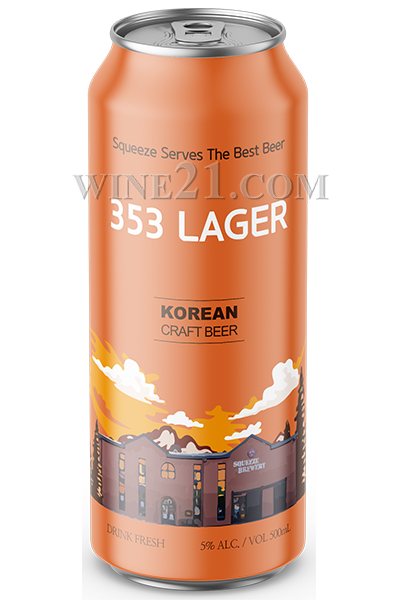 Squeeze Serves The Best Beer
WINE21.COM
353 LAGER
KOREAN
CRAFT BEER
SQUEEZE
BREWERY
DRINK FRESH
5% ALC. / VOL 500mL